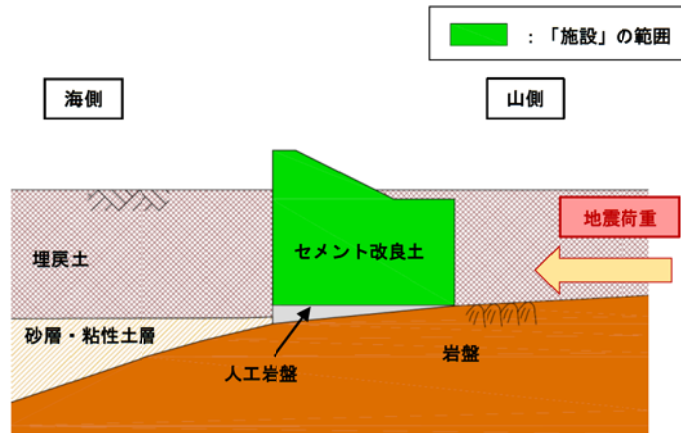 ：「施設」の範囲
海側
山側
地震荷重
埋戻土
セメント改良土
砂層・粘性土層
人工岩盤
岩盤